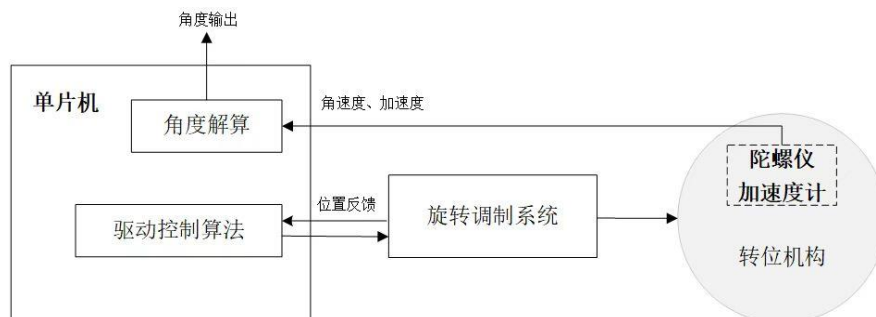 角度输出
单片机
角度解算
角速度、加速度
陀螺仪
加速度计
位置反馈
驱动控制算法
旋转调制系统
转位机构